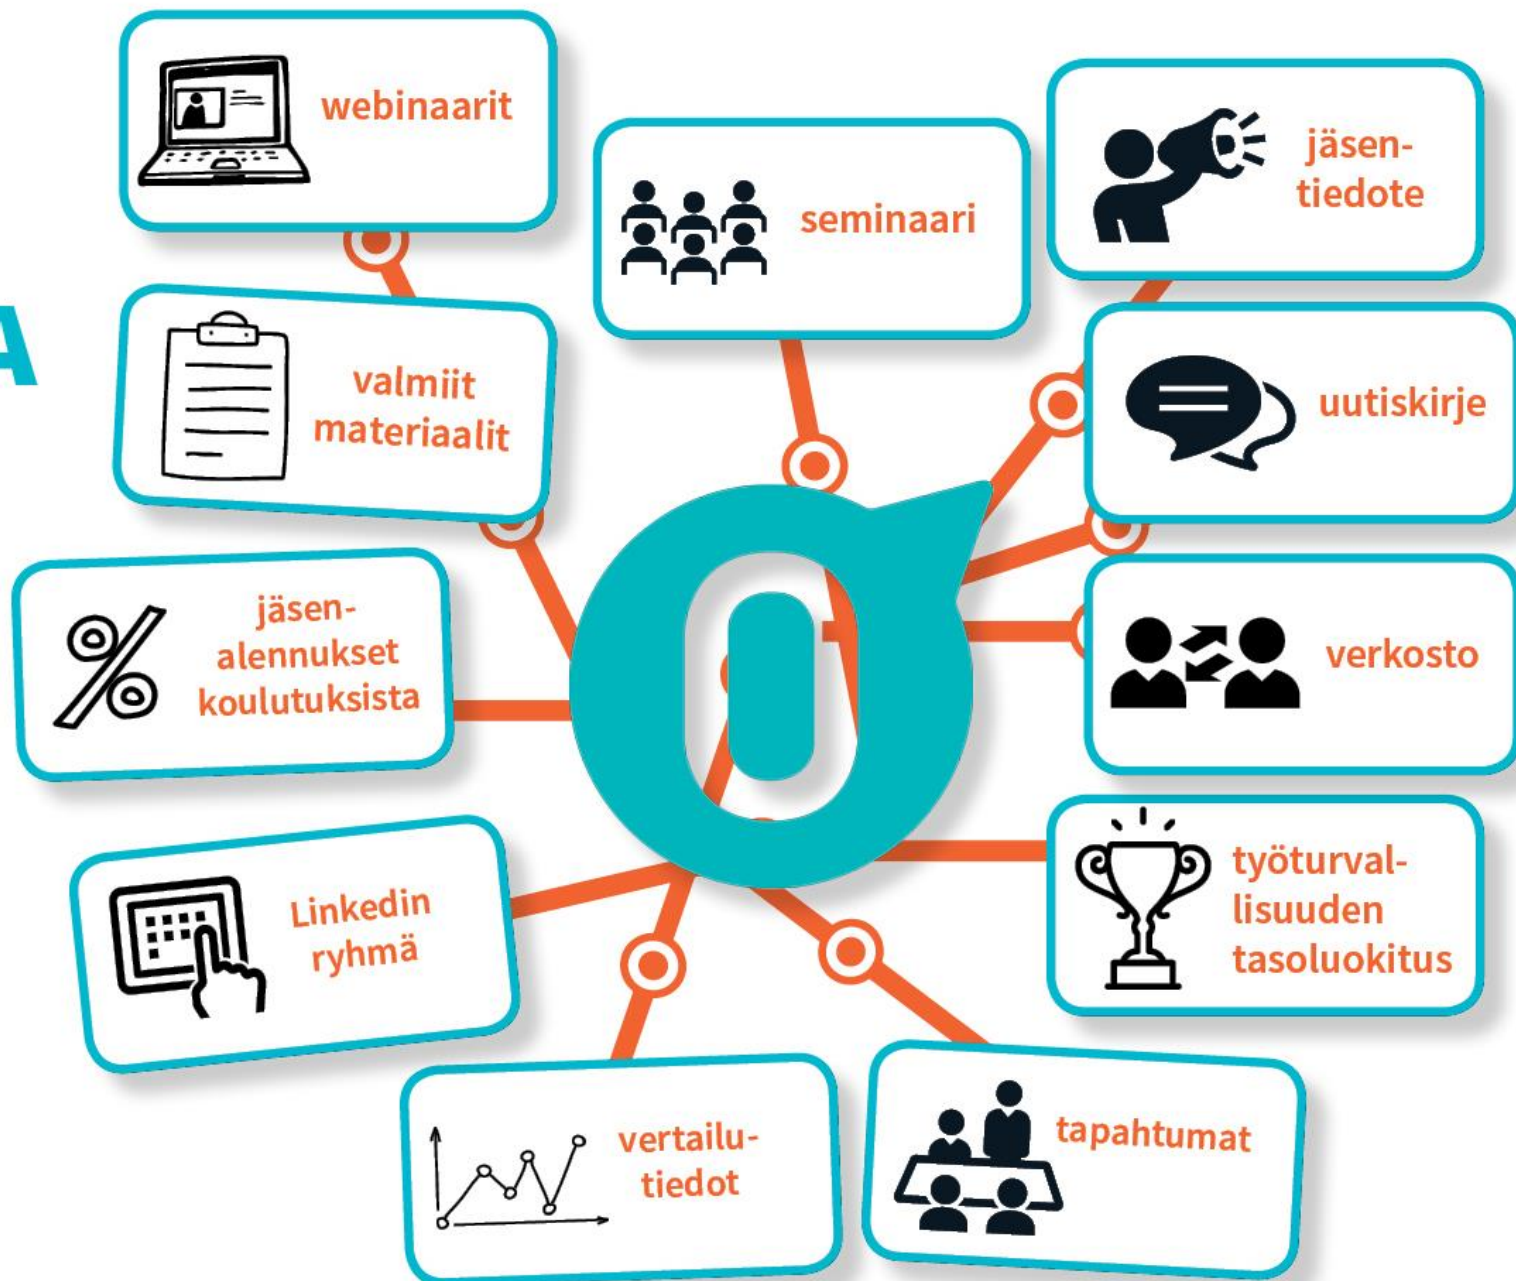 webinaarit
seminaari
jäsen-
tiedote
A
valmiit
materiaalit
uutiskirje
jäsen-
alennukset
koulutuksista
0
verkosto
Linkedin
ryhmä
työturval-
lisuuden
tasoluokitus
vertailu-
tiedot
tapahtumat